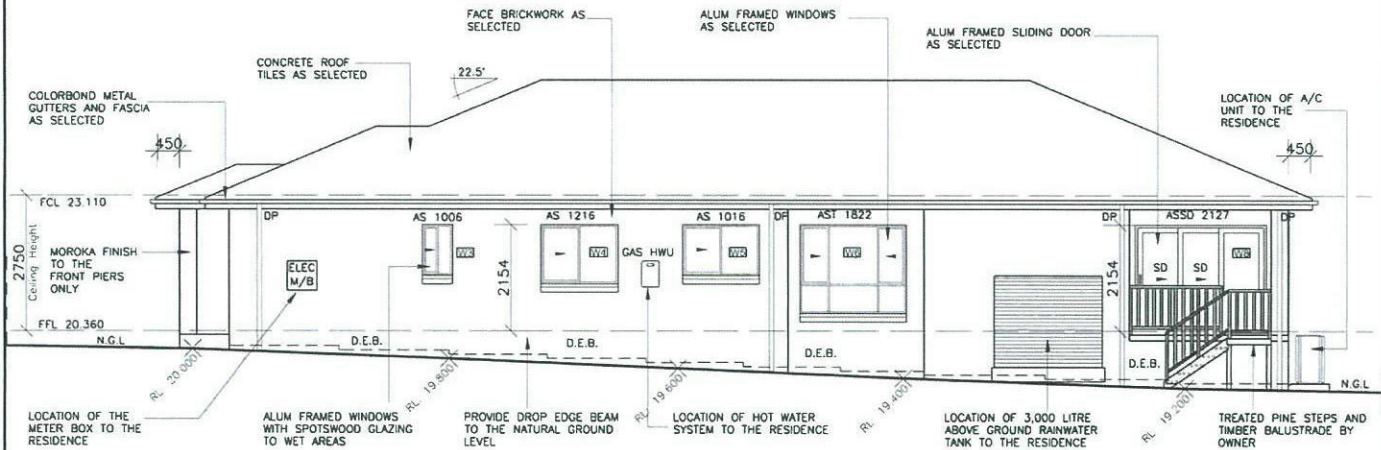 FACE BRICKWORK AS
SELECTED
ALUM FRAMED WINDOWS
AS SELECTED
ALUM FRAMED SLIDING DOOR
AS SELECTED
CONCRETE ROOF
TILES AS SELECTED
22.5°
COLORBOND METAL
GUTTERS AND FASCIA
AS SELECTED
LOCATION OF A/C
UNIT TO THE
RESIDENCE
450
450
FCL 23.110
DP
AS 1006
AS 1216
AS 1016
DP
AST 1822
DP
ASSD 2127
DP
2750
Ceiling Height
MOROKA FINISH
TO THE
FRONT PIERS
ONLY
ELEC
M/B
W3
2154
W4
GAS HWU
W5
W6
2154
SD
SD
W8
FFL 20.360
N.G.L
D.E.B.
D.E.B.
D.E.B.
D.E.B.
N.G.L
RL 20.000
RL 19.800
RL 19.600
RL 19.400
RL 19.200
LOCATION OF THE
METER BOX TO THE
RESIDENCE
ALUM FRAMED WINDOWS
WITH SPOTSWOOD GLAZING
TO WET AREAS
PROVIDE DROP EDGE BEAM
TO THE NATURAL GROUND
LEVEL
LOCATION OF HOT WATER
SYSTEM TO THE RESIDENCE
LOCATION OF 3,000 LITRE
ABOVE GROUND RAINWATER
TANK TO THE RESIDENCE
TREATED PINE STEPS AND
TIMBER BALUSTRADE BY
OWNER